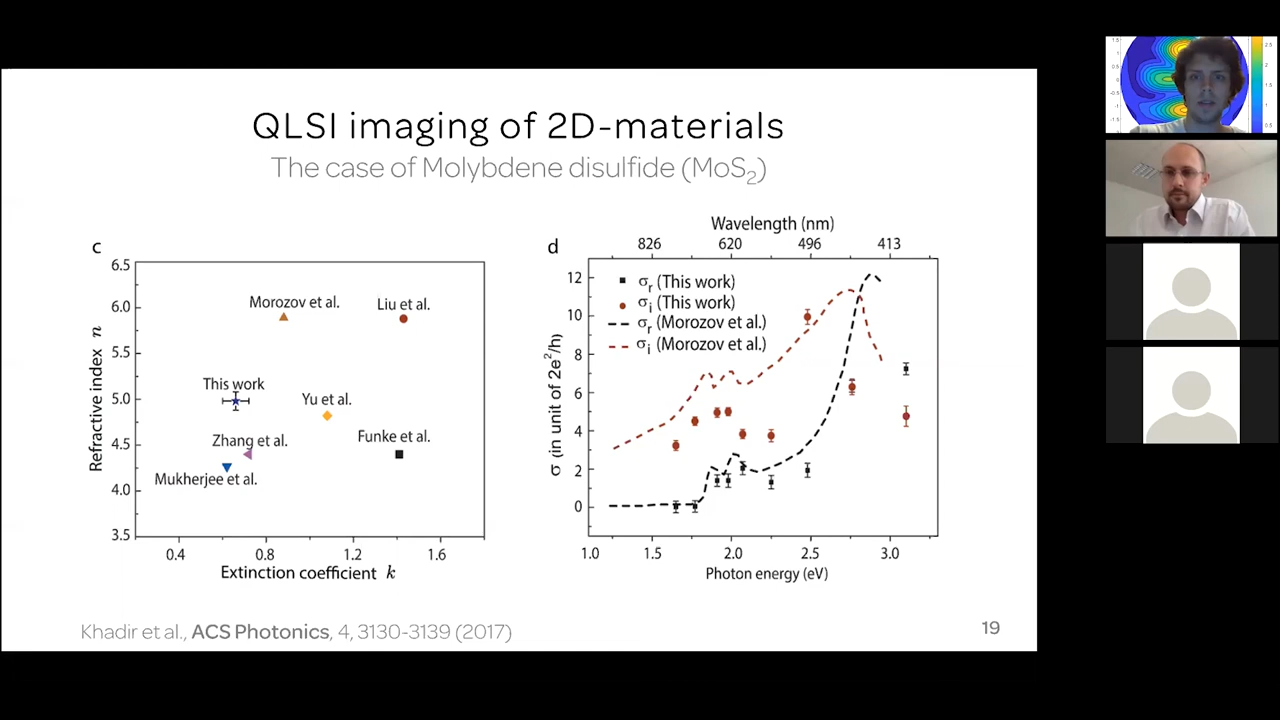 QLSI imaging of 2D-materials
The case of Molybdene disulfide (MoS2)
c
6.5
6.0
5.5
5.0
4.5
4.0
3.5
Refractive index n
Morozov et al.
Liu et al.
This work
Yu et al.
Zhang et al.
Funke et al.
Mukherjee et al.
0.4 0.8 1.2 1.6
Extinction coefficient k
d
Wavelength (nm)
826 620 496 413
12
10
8
6
4
2
0
σ (in unit of 2e²/h)
σr (This work)
σi (This work)
σr (Morozov et al.)
σi (Morozov et al.)
1.0 1.5 2.0 2.5 3.0
Photon energy (eV)
Khadir et al., ACS Photonics, 4, 3130-3139 (2017)
19